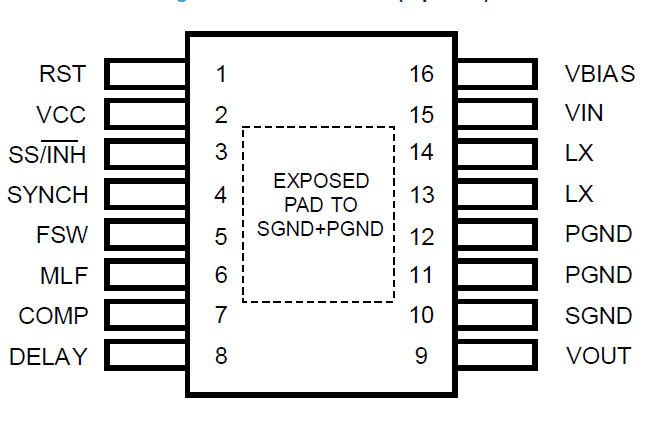 RST 1 16 VBIAS
VCC 2 15 VIN
SS/INH 3 14 LX
SYNCH 4 13 LX
FSW 5 12 PGND
MLF 6 11 PGND
COMP 7 10 SGND
DELAY 8 9 VOUT
EXPOSED
PAD TO
SGND+PGND